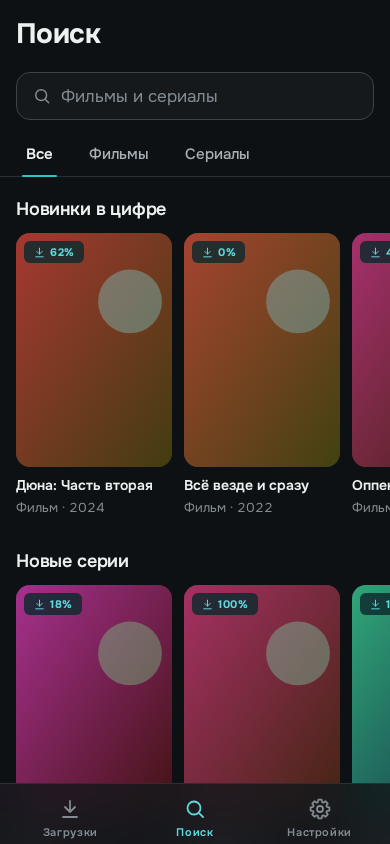 Поиск
Фильмы и сериалы
Все Фильмы Сериалы
Новинки в цифре
62% 0%
Дюна: Часть вторая Всё везде и сразу
Фильм · 2024 Фильм · 2022
Новые серии
18% 100%
Загрузки Поиск Настройки